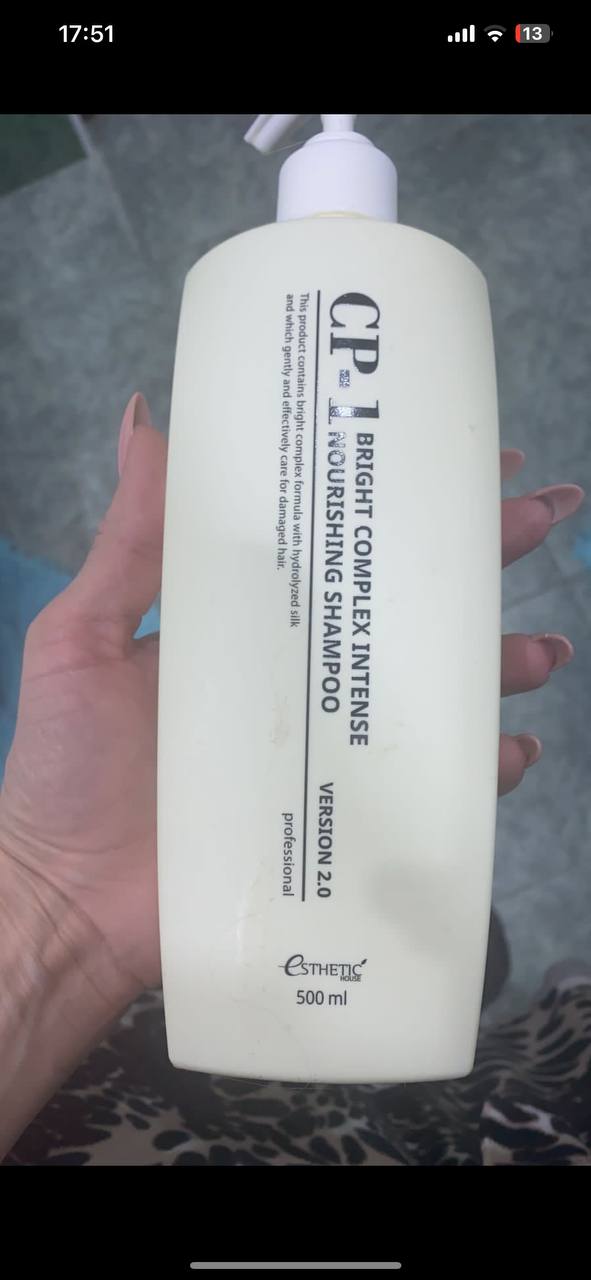 17:51
13
CP-1
BRIGHT COMPLEX INTENSE
NOURISHING SHAMPOO
VERSION 2.0
This product contains bright complex formula with hydrolyzed silk
and which gently and effectively care for damaged hair.
professional
eSTHETIC
HOUSE
500 ml